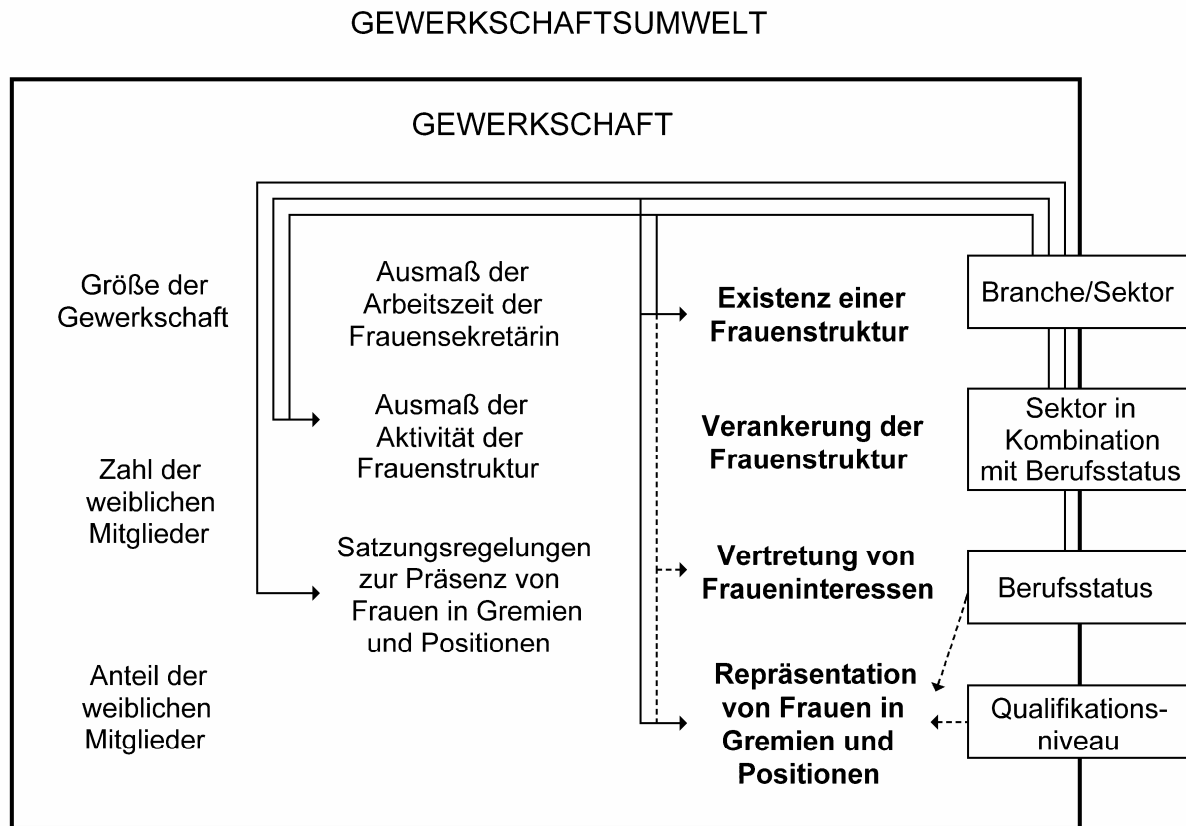 GEWERKSCHAFTSUMWELT
GEWERKSCHAFT
Größe der
Gewerkschaft
Zahl der
weiblichen
Mitglieder
Anteil der
weiblichen
Mitglieder
Ausmaß der
Arbeitszeit der
Frauensekretärin
Ausmaß der
Aktivität der
Frauenstruktur
Satzungsregelungen
zur Präsenz von
Frauen in Gremien
und Positionen
Existenz einer
Frauenstruktur
Verankerung der
Frauenstruktur
Vertretung von
Fraueninteressen
Repräsentation
von Frauen in
Gremien und
Positionen
Branche/Sektor
Sektor in
Kombination
mit Berufsstatus
Berufsstatus
Qualifikations-
niveau